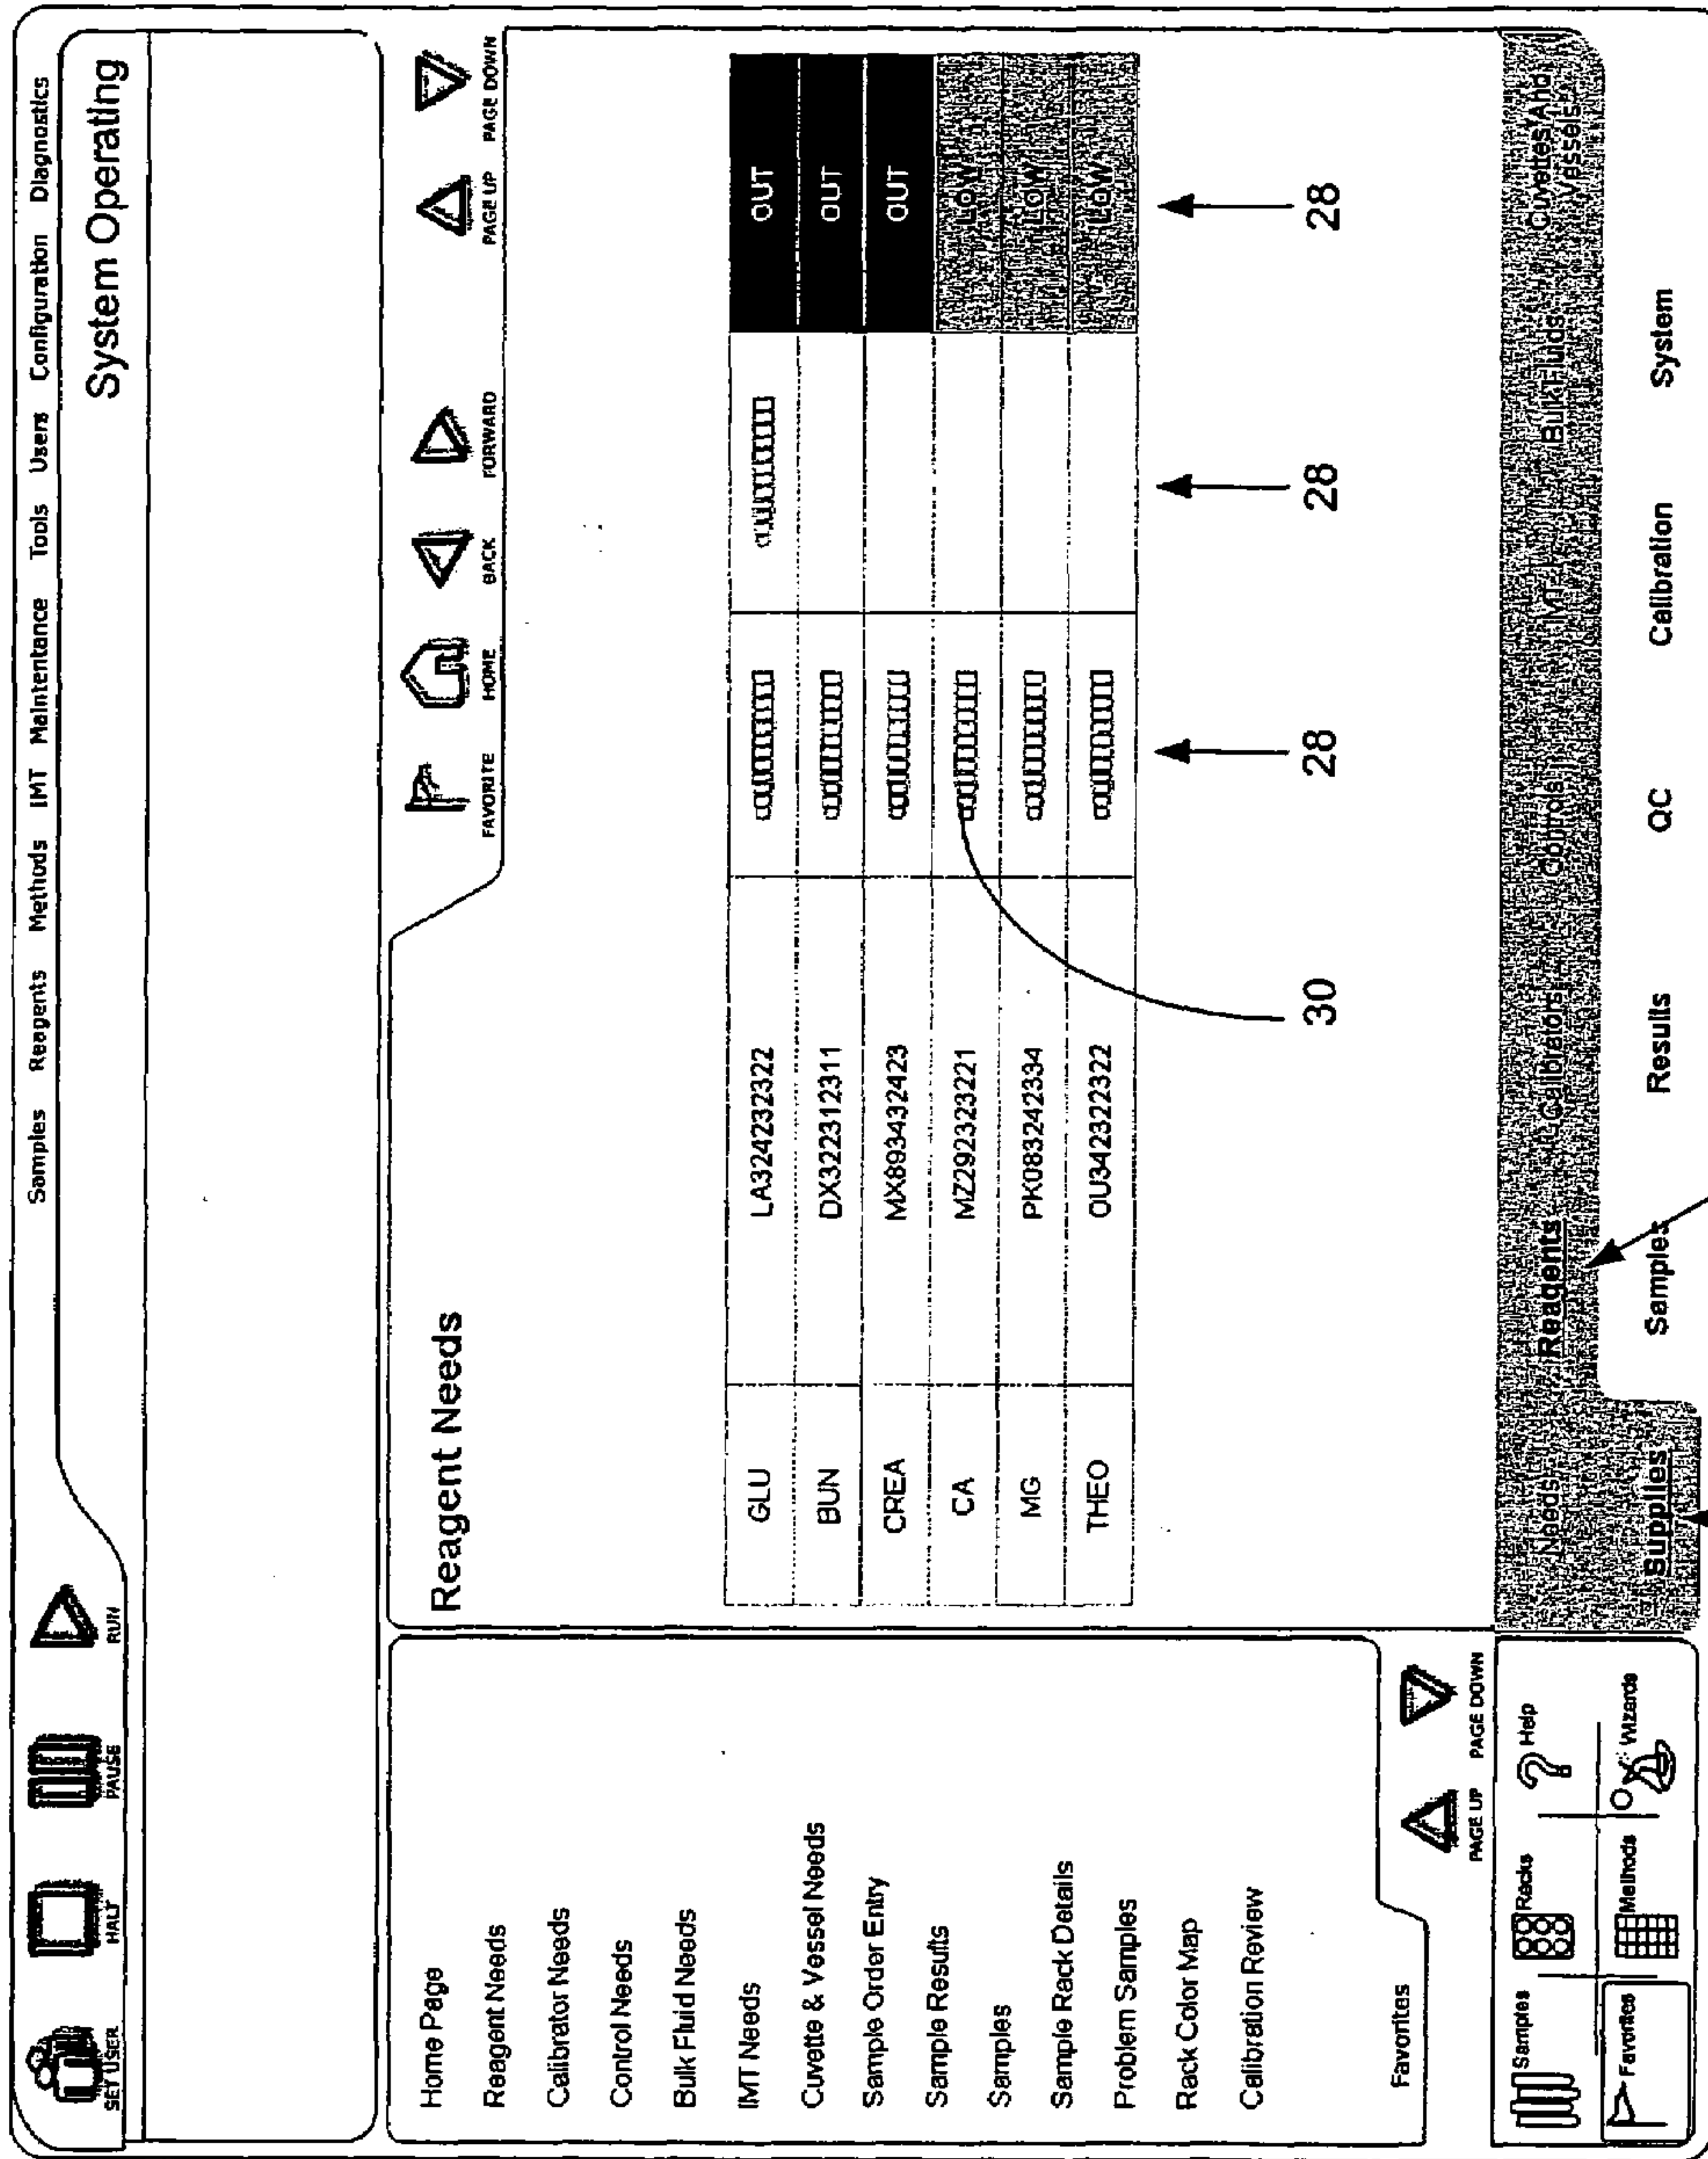 SET USER HALT PAUSE RUN
Samples Reagents Methods IMT Maintentance Tools Users Configuration Diagnostics
System Operating
Home Page
Reagent Needs
Calibrator Needs
Control Needs
Bulk Fluid Needs
IMT Needs
Cuvette & Vessel Needs
Sample Order Entry
Sample Results
Samples
Sample Rack Details
Problem Samples
Rack Color Map
Calibration Review
Favorites
PAGE UP PAGE DOWN
Samples Racks Help
Favorites Methods Wizards
Reagent Needs
FAVORITE HOME BACK FORWARD PAGE UP PAGE DOWN
GLU LA324232322 OUT
BUN DX322312311 OUT
CREA MX893432423 OUT
CA MZ292323221 LOW
MG PK083242334 LOW
THEO OU342322322 LOW
30 28 28 28
Needs Reagents Calibrators Controls IMT Bulk Fluids Cuvettes And
Vessels
Supplies Samples Results QC Calibration System